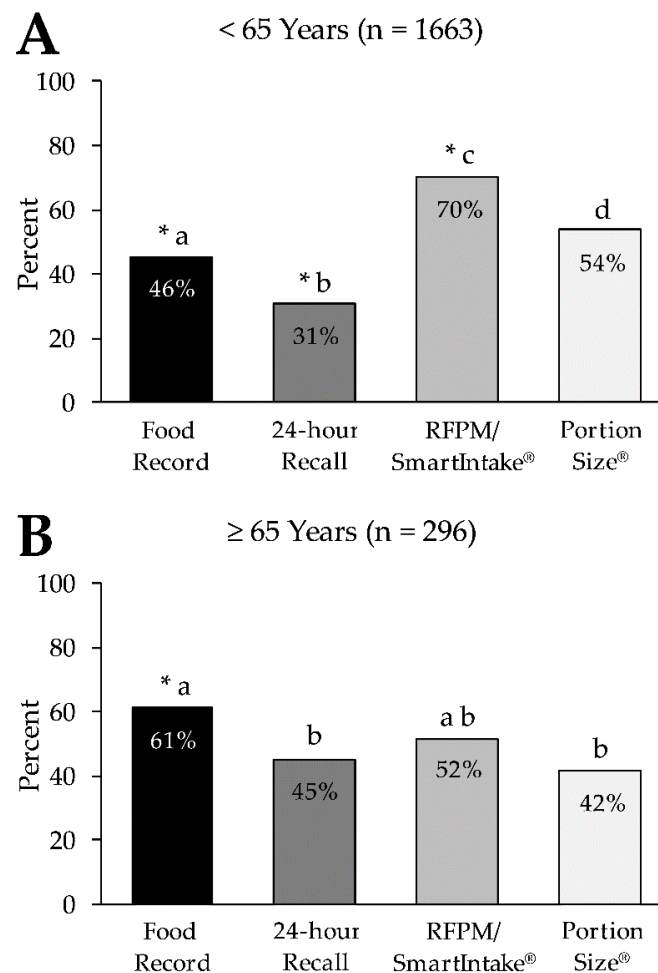 A
< 65 Years (n = 1663)
100
80
60
40
20
0
Percent
* a
46%
* b
31%
* c
70%
d
54%
Food
Record
24-hour
Recall
RFPM/
SmartIntake®
Portion
Size®
B
≥ 65 Years (n = 296)
100
80
60
40
20
0
Percent
* a
61%
b
45%
a b
52%
b
42%
Food
Record
24-hour
Recall
RFPM/
SmartIntake®
Portion
Size®